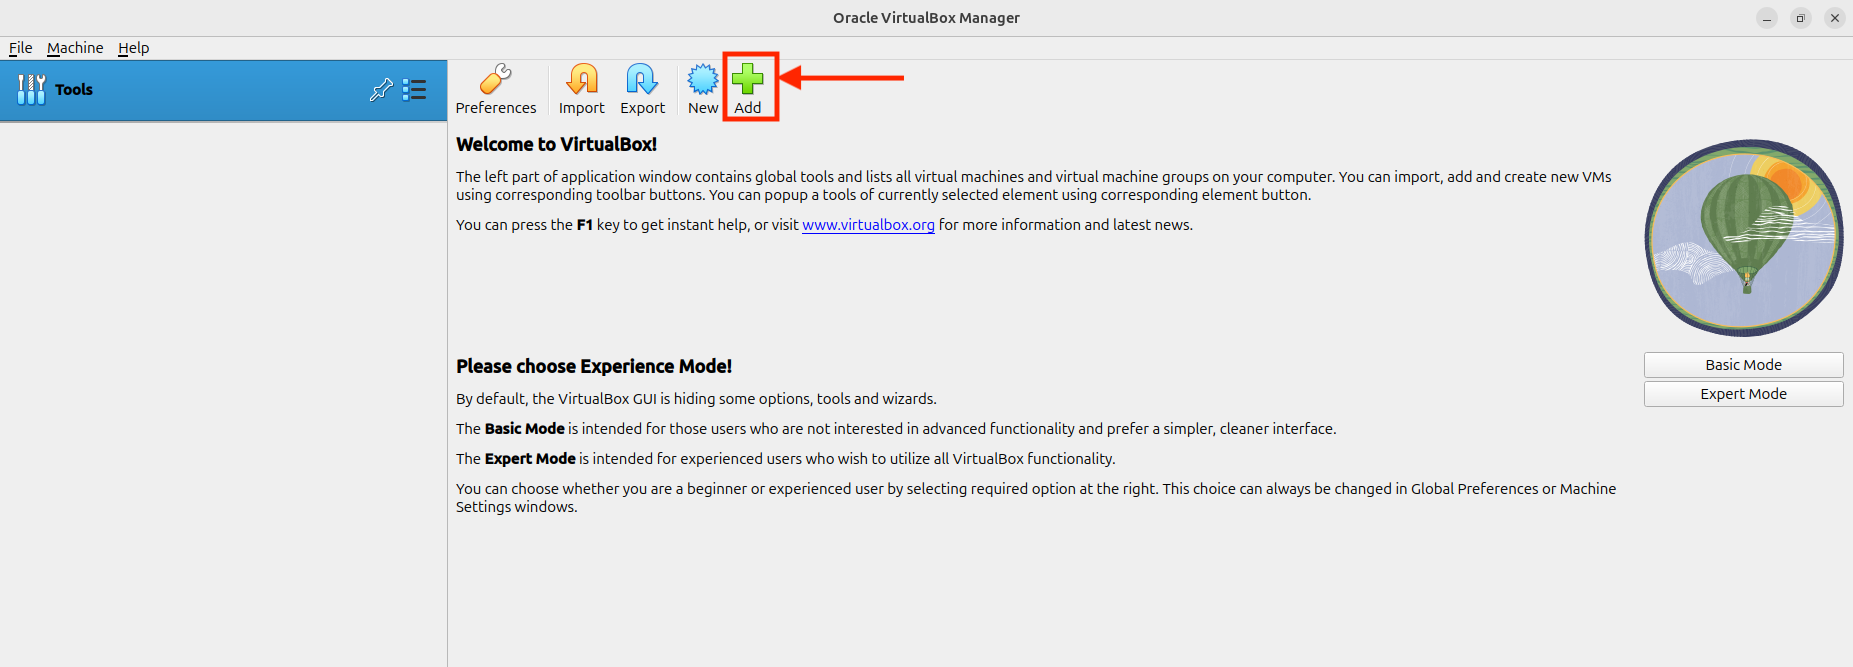 Oracle VirtualBox Manager
File Machine Help
Tools
Preferences Import Export New Add
Welcome to VirtualBox!
The left part of application window contains global tools and lists all virtual machines and virtual machine groups on your computer. You can import, add and create new VMs
using corresponding toolbar buttons. You can popup a tools of currently selected element using corresponding element button.
You can press the F1 key to get instant help, or visit www.virtualbox.org for more information and latest news.
Please choose Experience Mode!
Basic Mode
Expert Mode
By default, the VirtualBox GUI is hiding some options, tools and wizards.
The Basic Mode is intended for those users who are not interested in advanced functionality and prefer a simpler, cleaner interface.
The Expert Mode is intended for experienced users who wish to utilize all VirtualBox functionality.
You can choose whether you are a beginner or experienced user by selecting required option at the right. This choice can always be changed in Global Preferences or Machine
Settings windows.